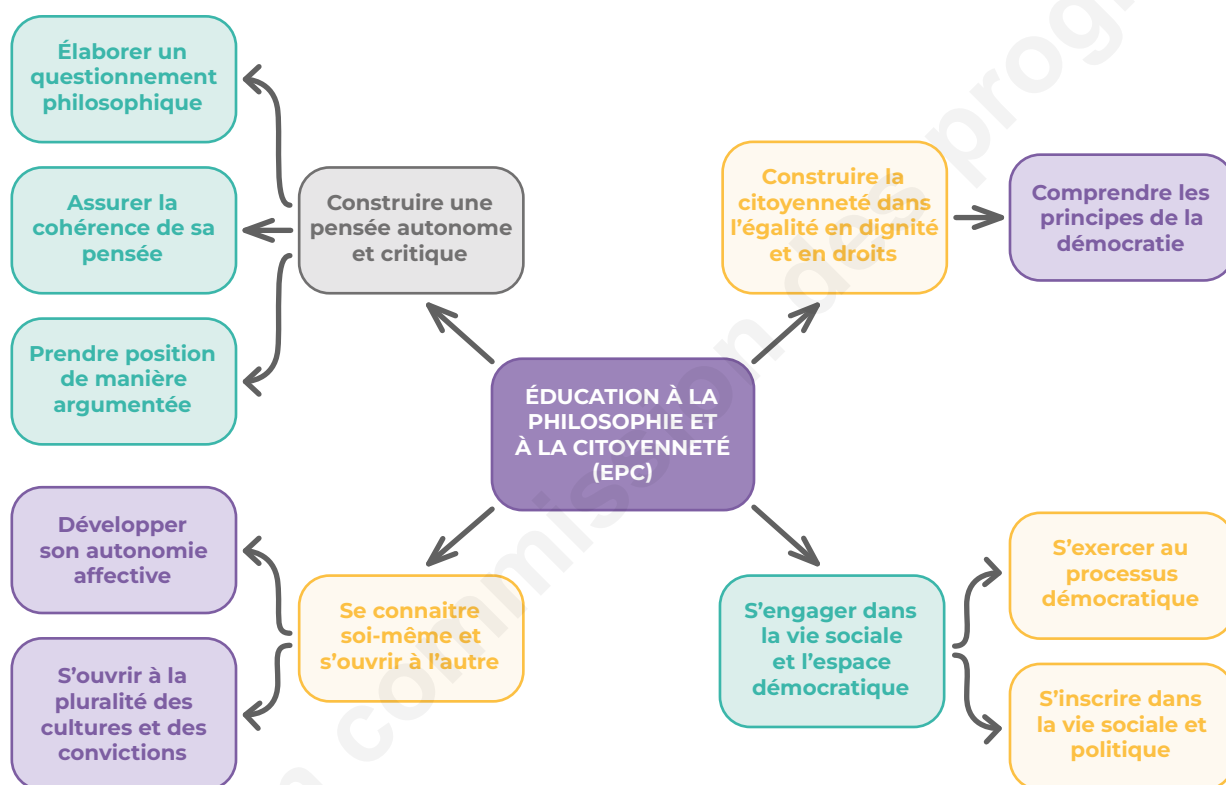 Élaborer un
questionnement
philosophique
Assurer la
cohérence de sa
pensée
Prendre position
de manière
argumentée
Construire une
pensée autonome
et critique
Construire la
citoyenneté dans
l'égalité en dignité
et en droits
Comprendre les
principes de la
démocratie
ÉDUCATION À LA
PHILOSOPHIE ET
À LA CITOYENNETÉ
(EPC)
Développer
son autonomie
affective
S'ouvrir à la
pluralité des
cultures et des
convictions
Se connaitre
soi-même et
s'ouvrir à l'autre
S'engager dans
la vie sociale
et l'espace
démocratique
S'exercer au
processus
démocratique
S'inscrire dans
la vie sociale et
politique
commission des